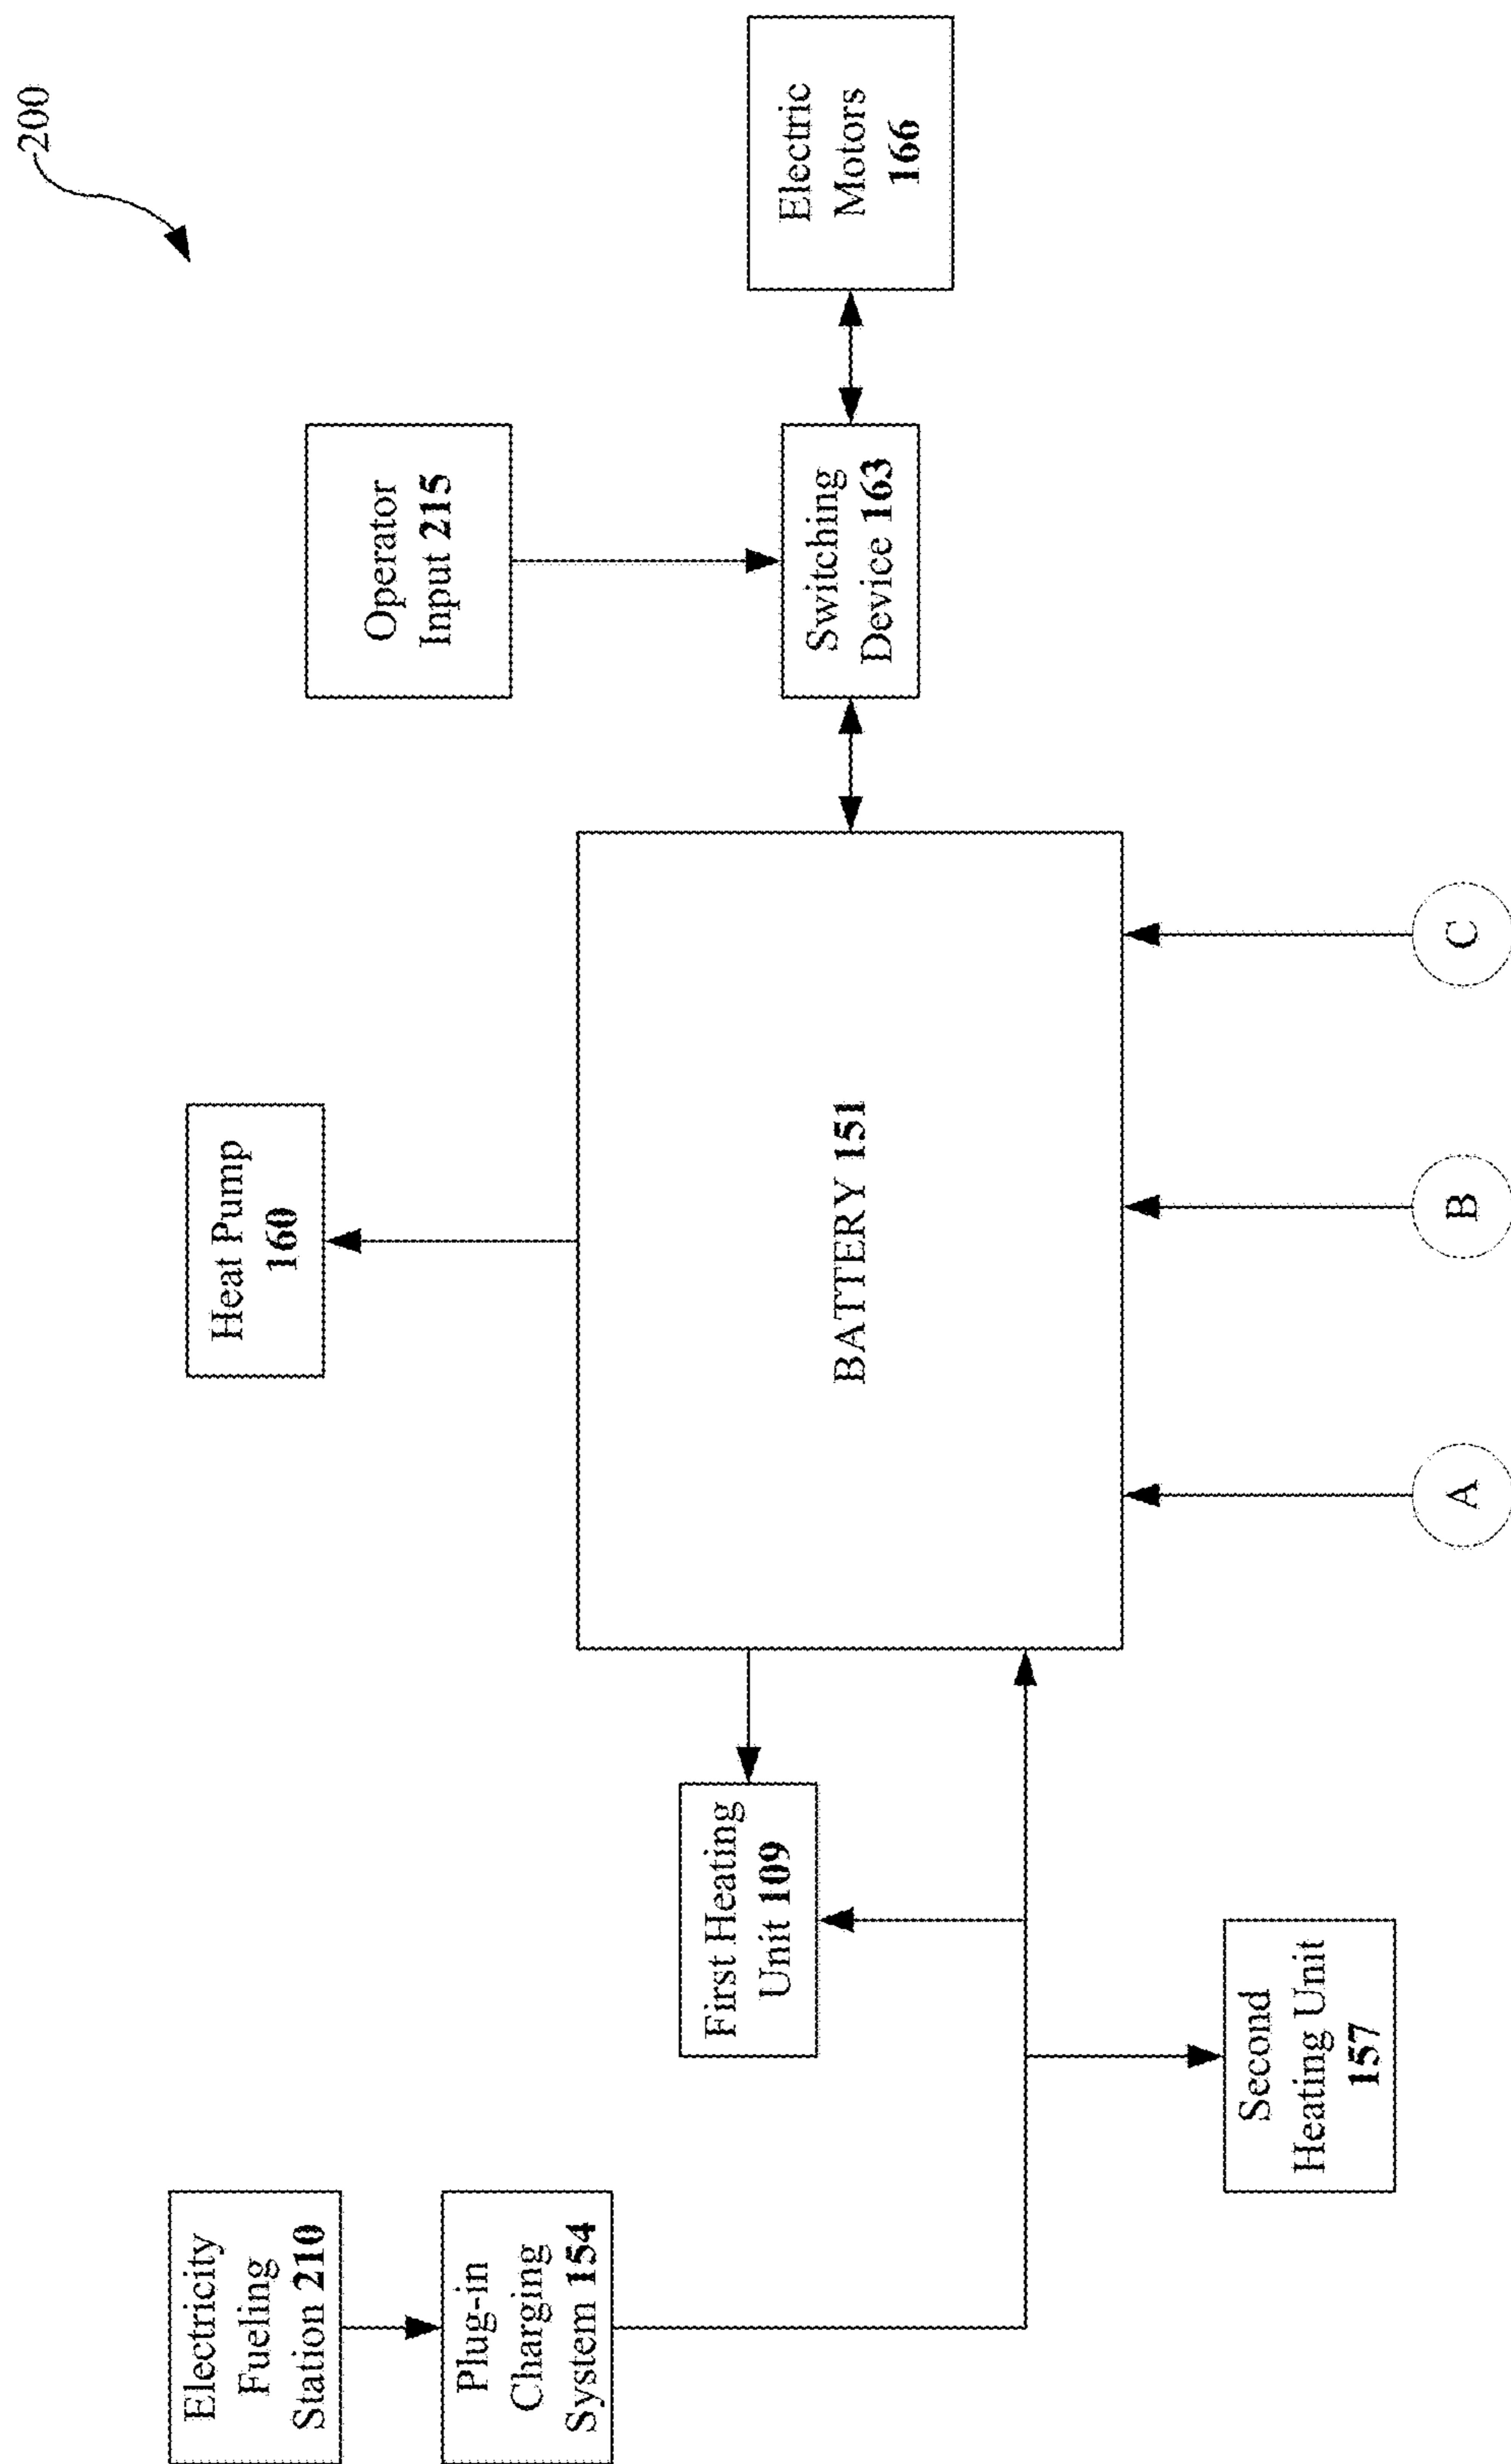 200
Electricity
Fueling
Station 210
Plug-in
Charging
System 154
Heat Pump
160
Operator
Input 215
First Heating
Unit 109
BATTERY 151
Switching
Device 163
Electric
Motors
166
Second
Heating Unit
157
A
B
C